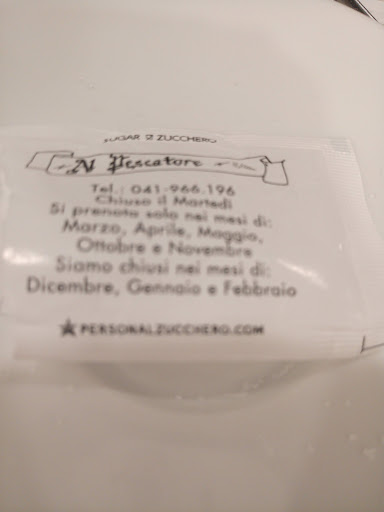 SUGAR ZUCCHERO
Al Pescatore
Tel.: 041-966.196
Chiuso il Martedì
Si prenota solo nei mesi di:
Marzo, Aprile, Maggio,
Ottobre e Novembre
Siamo chiusi nei mesi di:
Dicembre, Gennaio e Febbraio
PERSONALZUCCHERO.COM